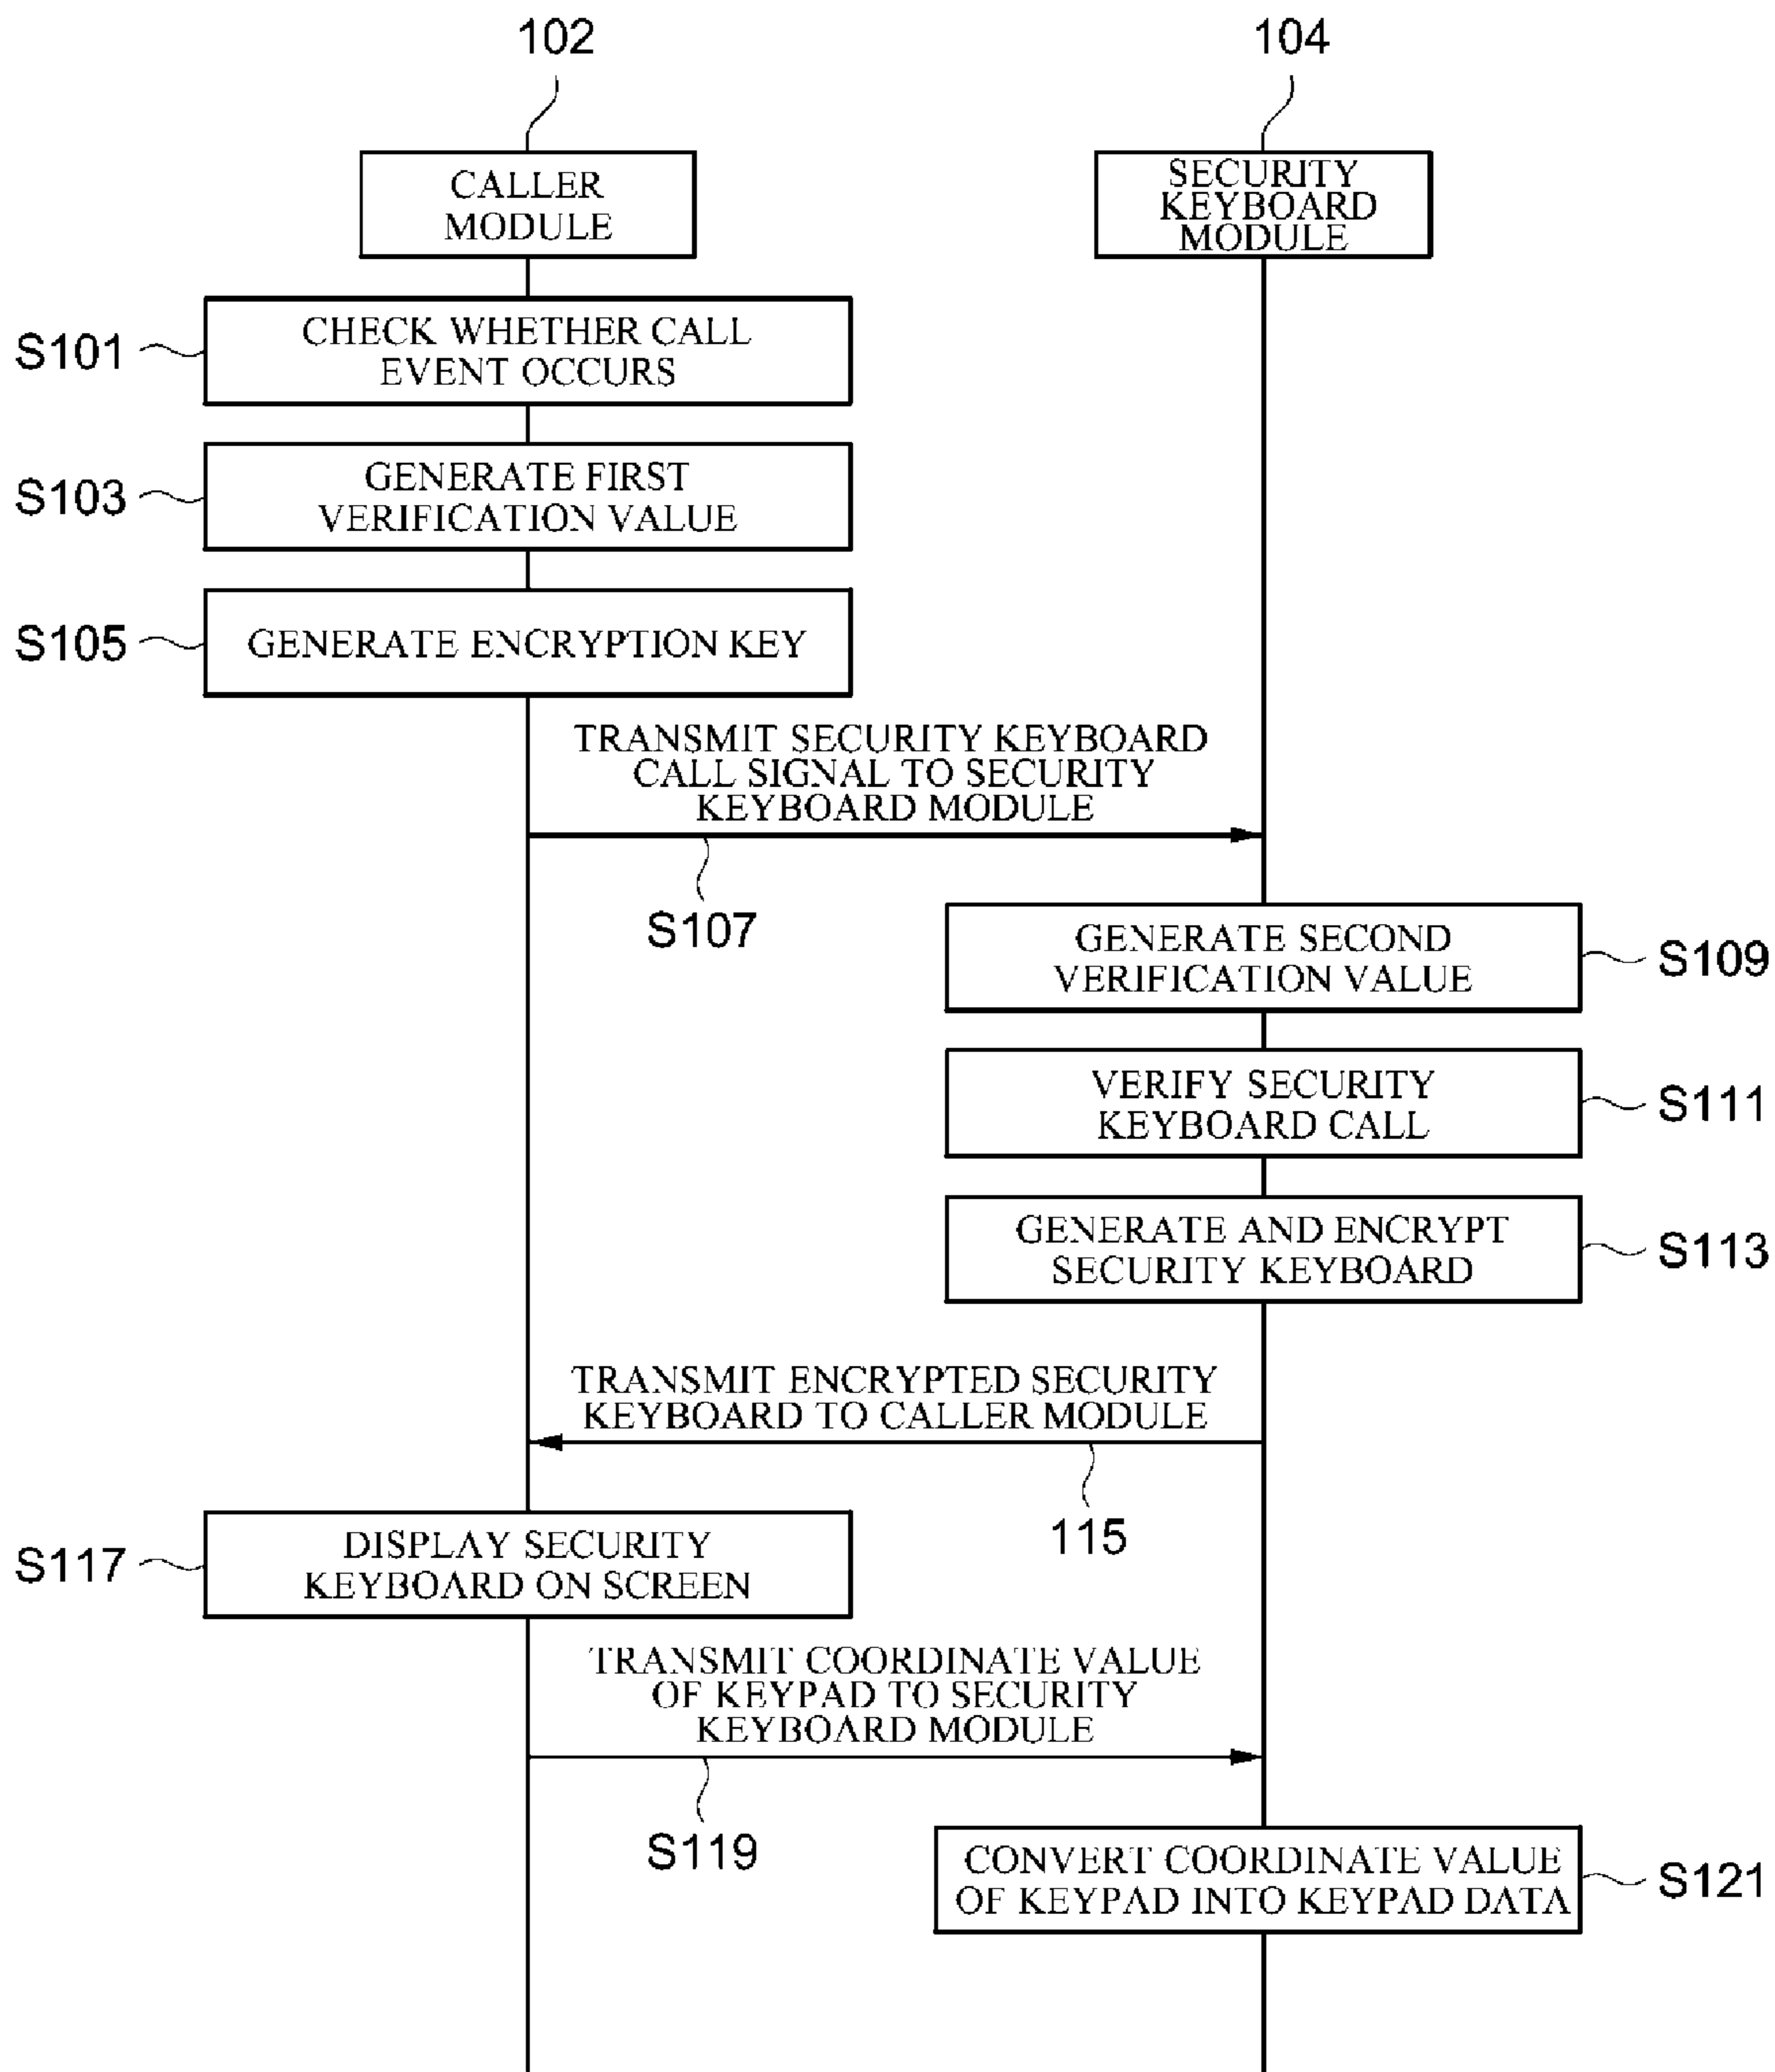 102
104
CALLER
MODULE
SECURITY
KEYBOARD
MODULE
S101
CHECK WHETHER CALL
EVENT OCCURS
S103
GENERATE FIRST
VERIFICATION VALUE
S105
GENERATE ENCRYPTION KEY
TRANSMIT SECURITY KEYBOARD
CALL SIGNAL TO SECURITY
KEYBOARD MODULE
S107
GENERATE SECOND
VERIFICATION VALUE
S109
VERIFY SECURITY
KEYBOARD CALL
S111
GENERATE AND ENCRYPT
SECURITY KEYBOARD
S113
TRANSMIT ENCRYPTED SECURITY
KEYBOARD TO CALLER MODULE
115
S117
DISPLAY SECURITY
KEYBOARD ON SCREEN
TRANSMIT COORDINATE VALUE
OF KEYPAD TO SECURITY
KEYBOARD MODULE
S119
CONVERT COORDINATE VALUE
OF KEYPAD INTO KEYPAD DATA
S121